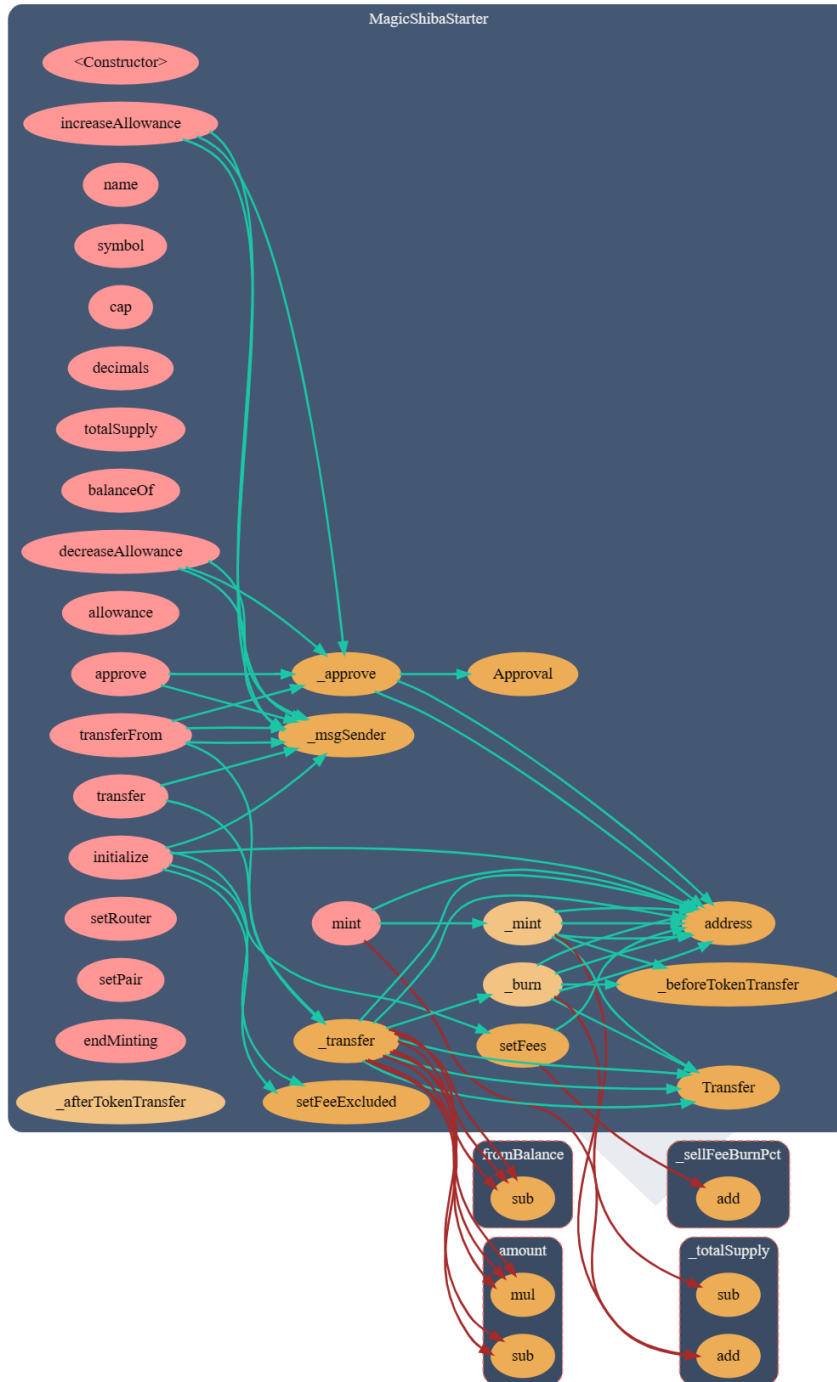 MagicShibaStarter
<Constructor>
increaseAllowance
name
symbol
cap
decimals
totalSupply
balanceOf
decreaseAllowance
allowance
approve
_approve
Approval
transferFrom
_msgSender
transfer
initialize
setRouter
mint
_mint
address
setPair
_burn
_beforeTokenTransfer
endMinting
_transfer
setFees
_afterTokenTransfer
setFeeExcluded
Transfer
fromBalance
_sellFeeBurnPct
sub
add
amount
_totalSupply
mul
sub
sub
add